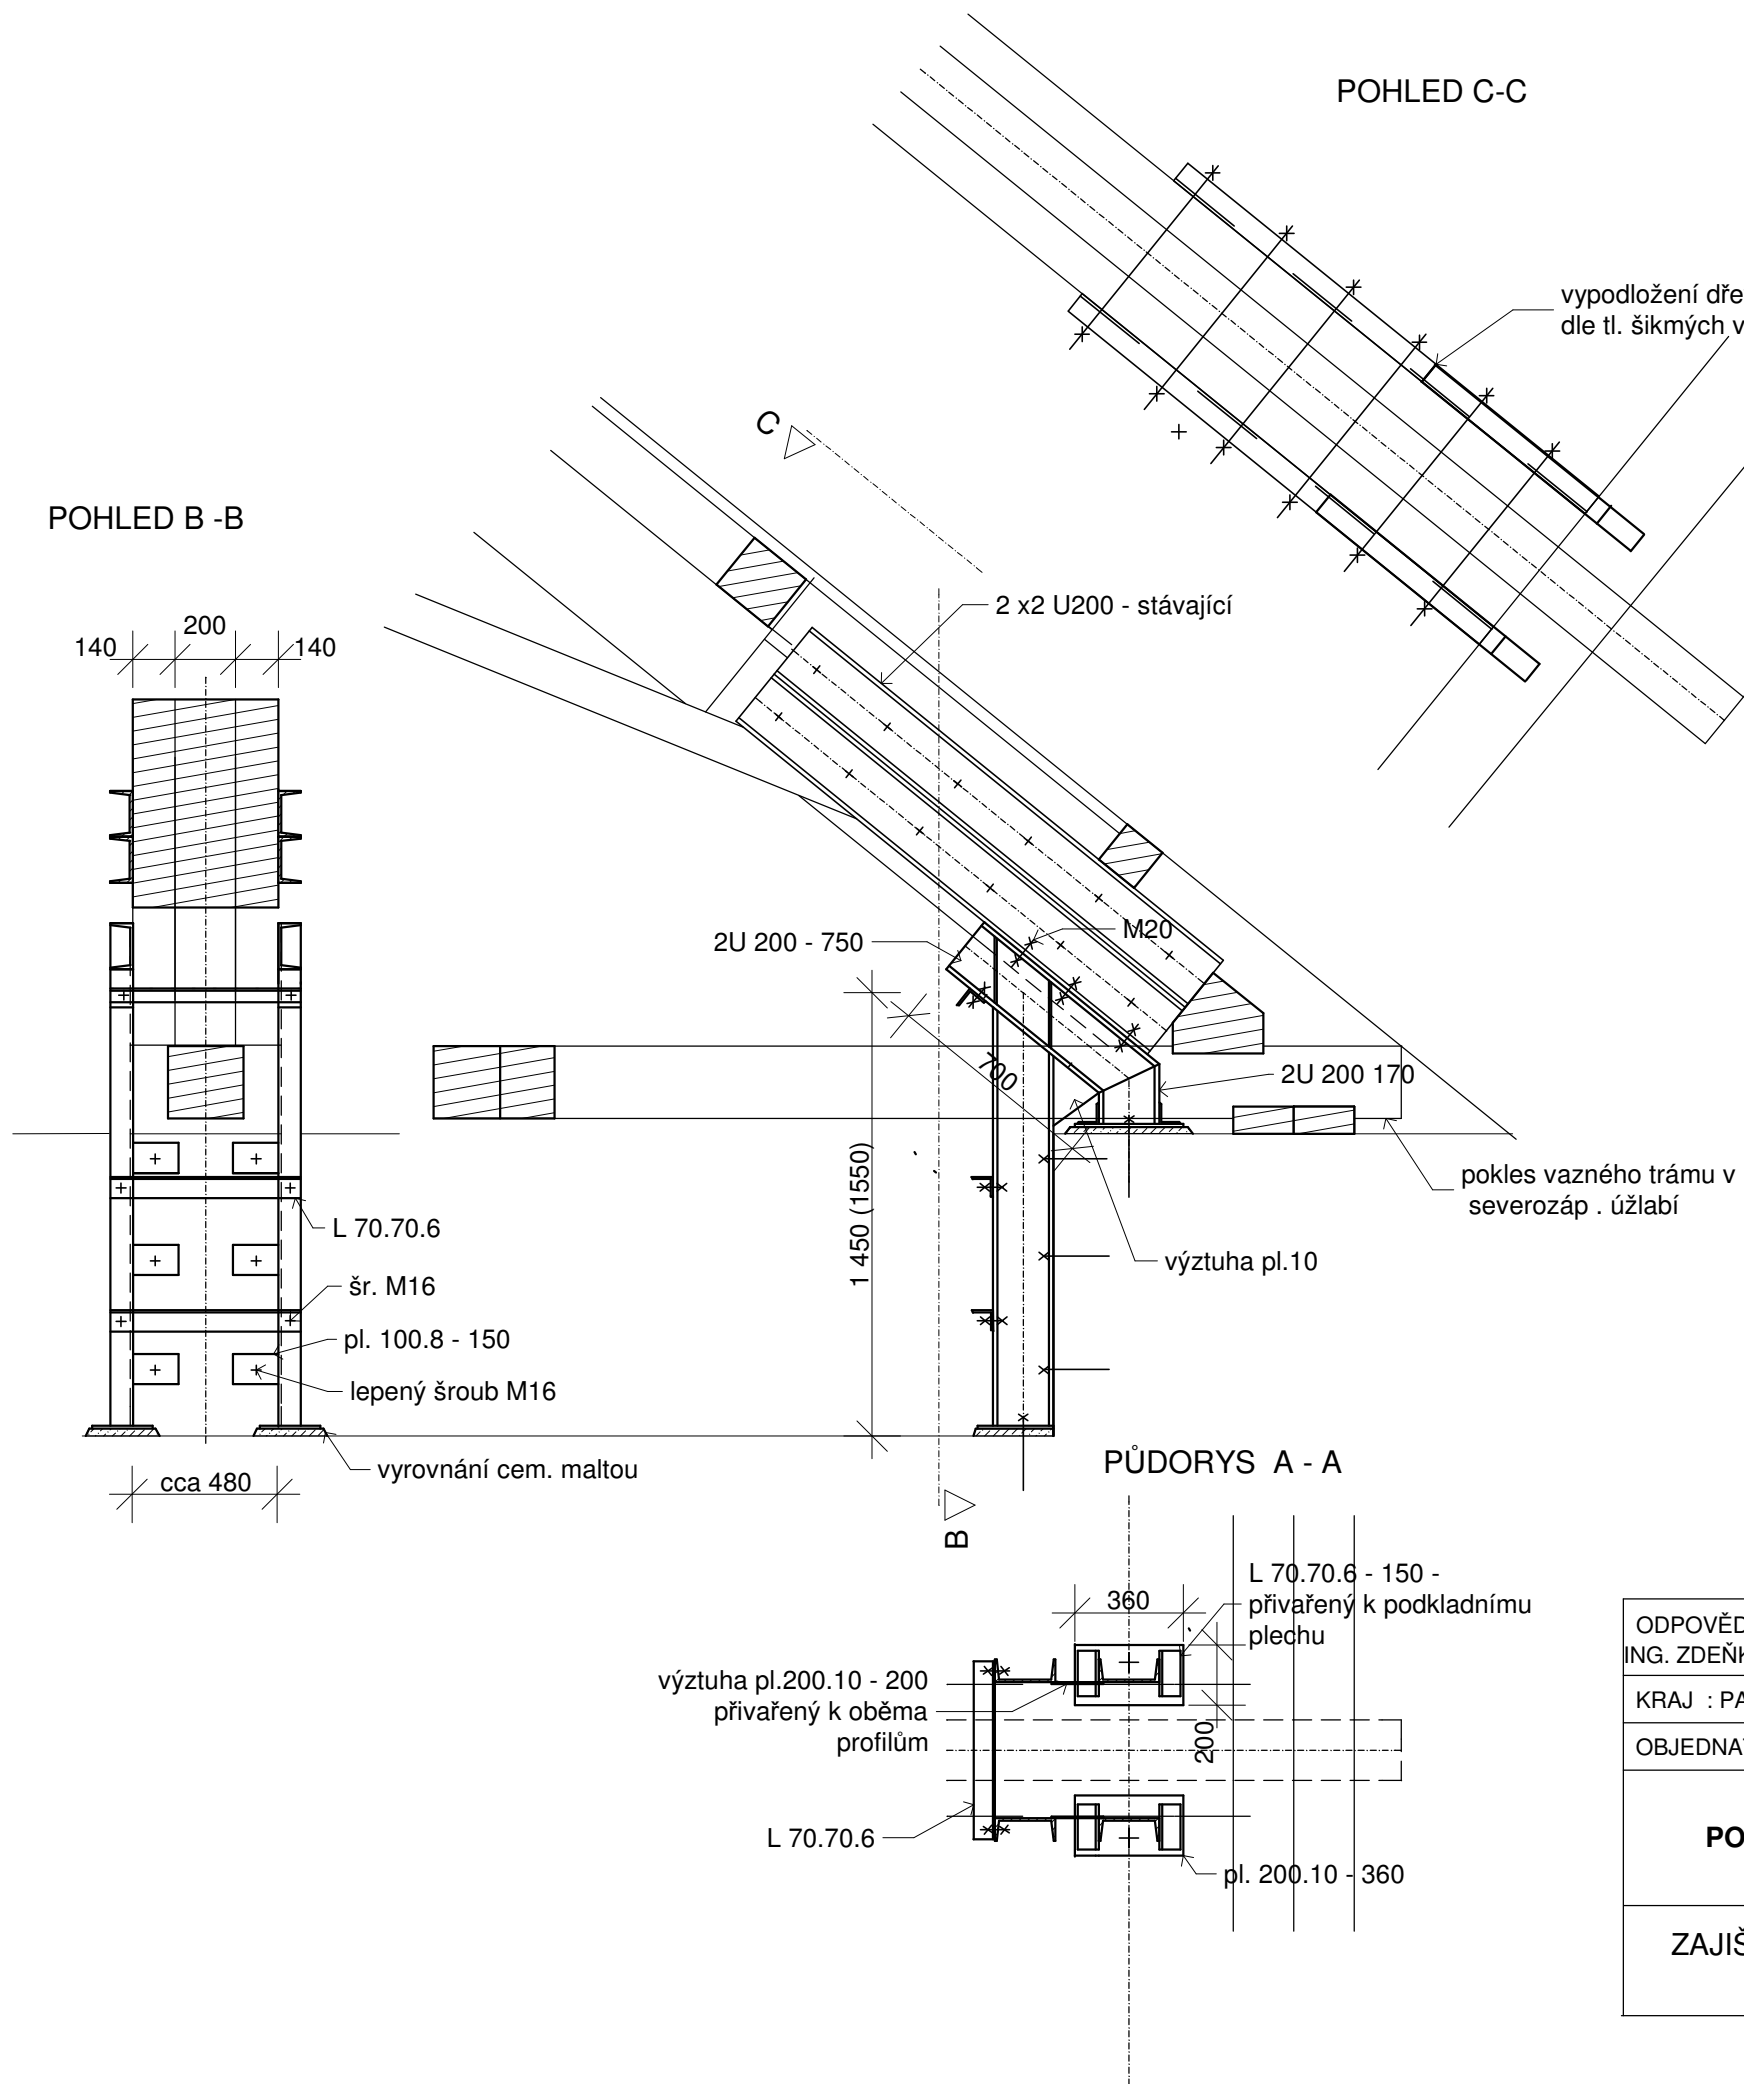 POHLED C-C
vypodložení dře
dle tl. šikmých v
C
POHLED B -B
2 x2 U200 - stávající
200
140
140
M20
2U 200 - 750
700
2U 200 170
1 450 (1550)
pokles vazného trámu v
severozáp . úžlabí
L 70.70.6
výztuha pl.10
šr. M16
pl. 100.8 - 150
lepený šroub M16
vyrovnání cem. maltou
cca 480
PŮDORYS A - A
B
L 70.70.6 - 150 -
přivařený k podkladnímu
plechu
360
výztuha pl.200.10 - 200
přivařený k oběma
profilům
200
L 70.70.6
pl. 200.10 - 360
ODPOVĚD
ING. ZDEŇK
KRAJ : PA
OBJEDNAT
PO
ZAJIŠ